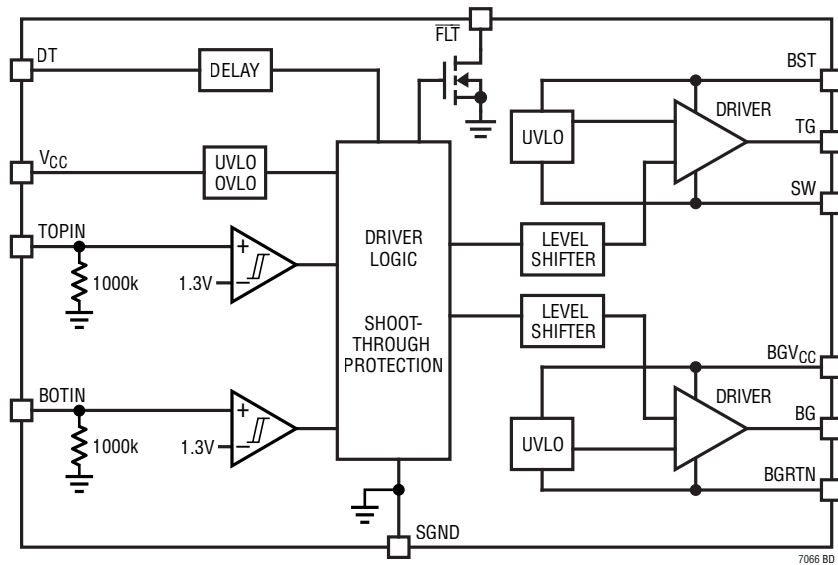 FLT
DT
DELAY
BST
DRIVER
UVLO
TG
VCC
UVLO
OVLO
SW
TOPIN
DRIVER
LOGIC
LEVEL
SHIFTER
+
1000k
1.3V
−
SHOOT-
THROUGH
PROTECTION
LEVEL
SHIFTER
BGVCC
BOTIN
DRIVER
+
BG
1000k
1.3V
−
UVLO
BGRTN
SGND
7066 BD